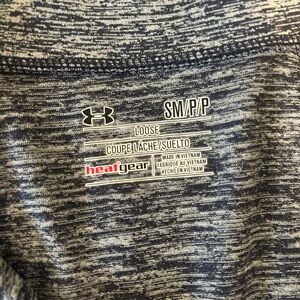 SM/P/P
LOOSE
COUPE LÂCHE/SUELTO
heatgear
MADE IN VIETNAM
FABRIQUÉ AU VIETNAM
HECHO EN VIETNAM